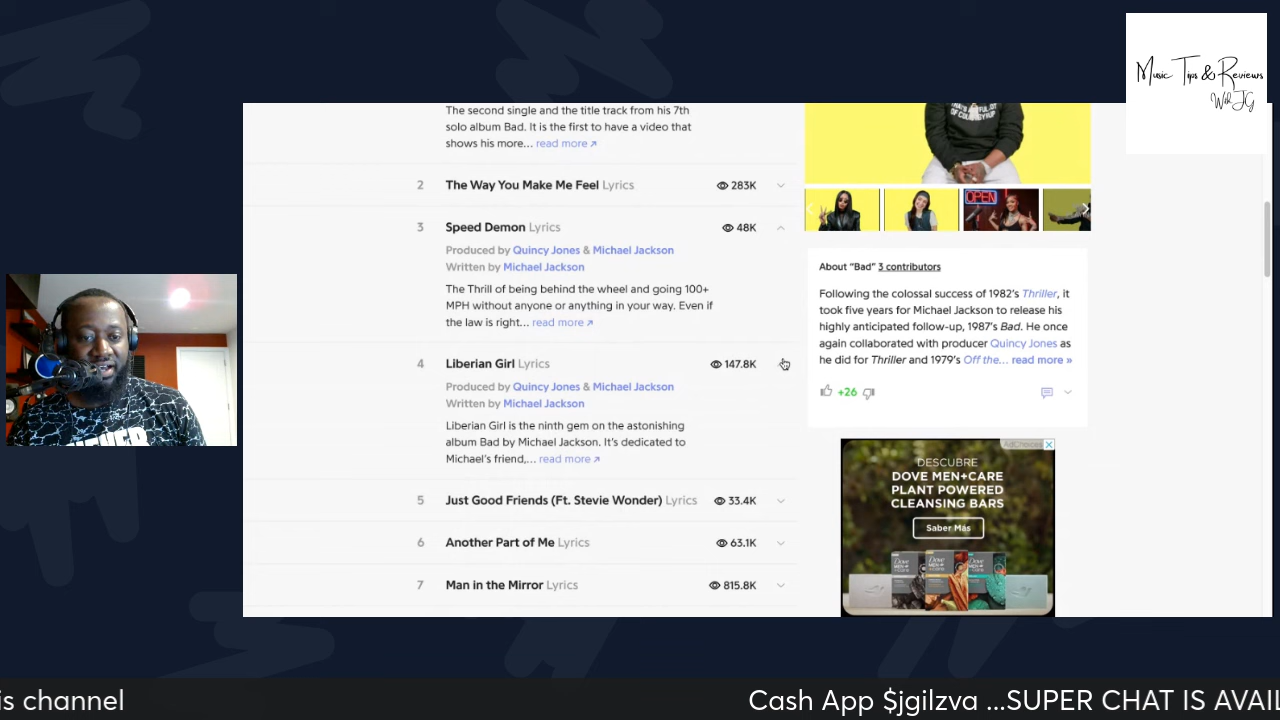 Music Tips & Reviews
With JG
The second single and the title track from his 7th
solo album Bad. It is the first to have a video that
shows his more... read more
2 The Way You Make Me Feel Lyrics 283K
3 Speed Demon Lyrics 48K
Produced by Quincy Jones & Michael Jackson
Written by Michael Jackson
The Thrill of being behind the wheel and going 100+
MPH without anyone or anything in your way. Even if
the law is right... read more
4 Liberian Girl Lyrics 147.8K
Produced by Quincy Jones & Michael Jackson
Written by Michael Jackson
Liberian Girl is the ninth gem on the astonishing
album Bad by Michael Jackson. It's dedicated to
Michael's friend,... read more
5 Just Good Friends (Ft. Stevie Wonder) Lyrics 33.4K
6 Another Part of Me Lyrics 63.1K
7 Man in the Mirror Lyrics 815.8K
OPEN
About "Bad" 3 contributors
Following the colossal success of 1982's Thriller, it
took five years for Michael Jackson to release his
highly anticipated follow-up, 1987's Bad. He once
again collaborated with producer Quincy Jones as
he did for Thriller and 1979's Off the... read more »
+26
AdChoices
DESCUBRE
DOVE MEN+CARE
PLANT POWERED
CLEANSING BARS
Saber Más
is channel
Cash App $jgilzva ...SUPER CHAT IS AVAIL